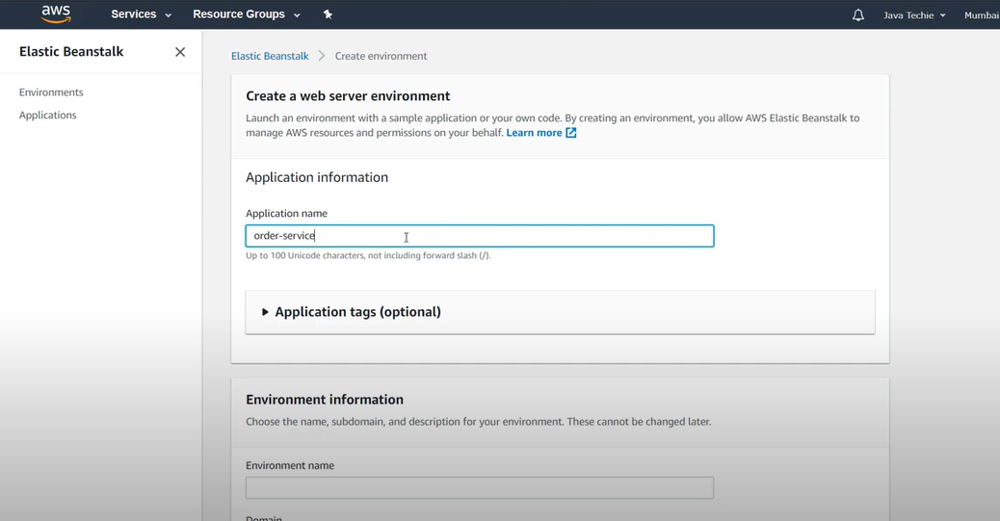 aws Services Resource Groups Java Techie Mumbai
Elastic Beanstalk
Environments
Applications
Elastic Beanstalk Create environment
Create a web server environment
Launch an environment with a sample application or your own code. By creating an environment, you allow AWS Elastic Beanstalk to
manage AWS resources and permissions on your behalf. Learn more
Application information
Application name
order-service
Up to 100 Unicode characters, not including forward slash (/).
Application tags (optional)
Environment information
Choose the name, subdomain, and description for your environment. These cannot be changed later.
Environment name
Domain